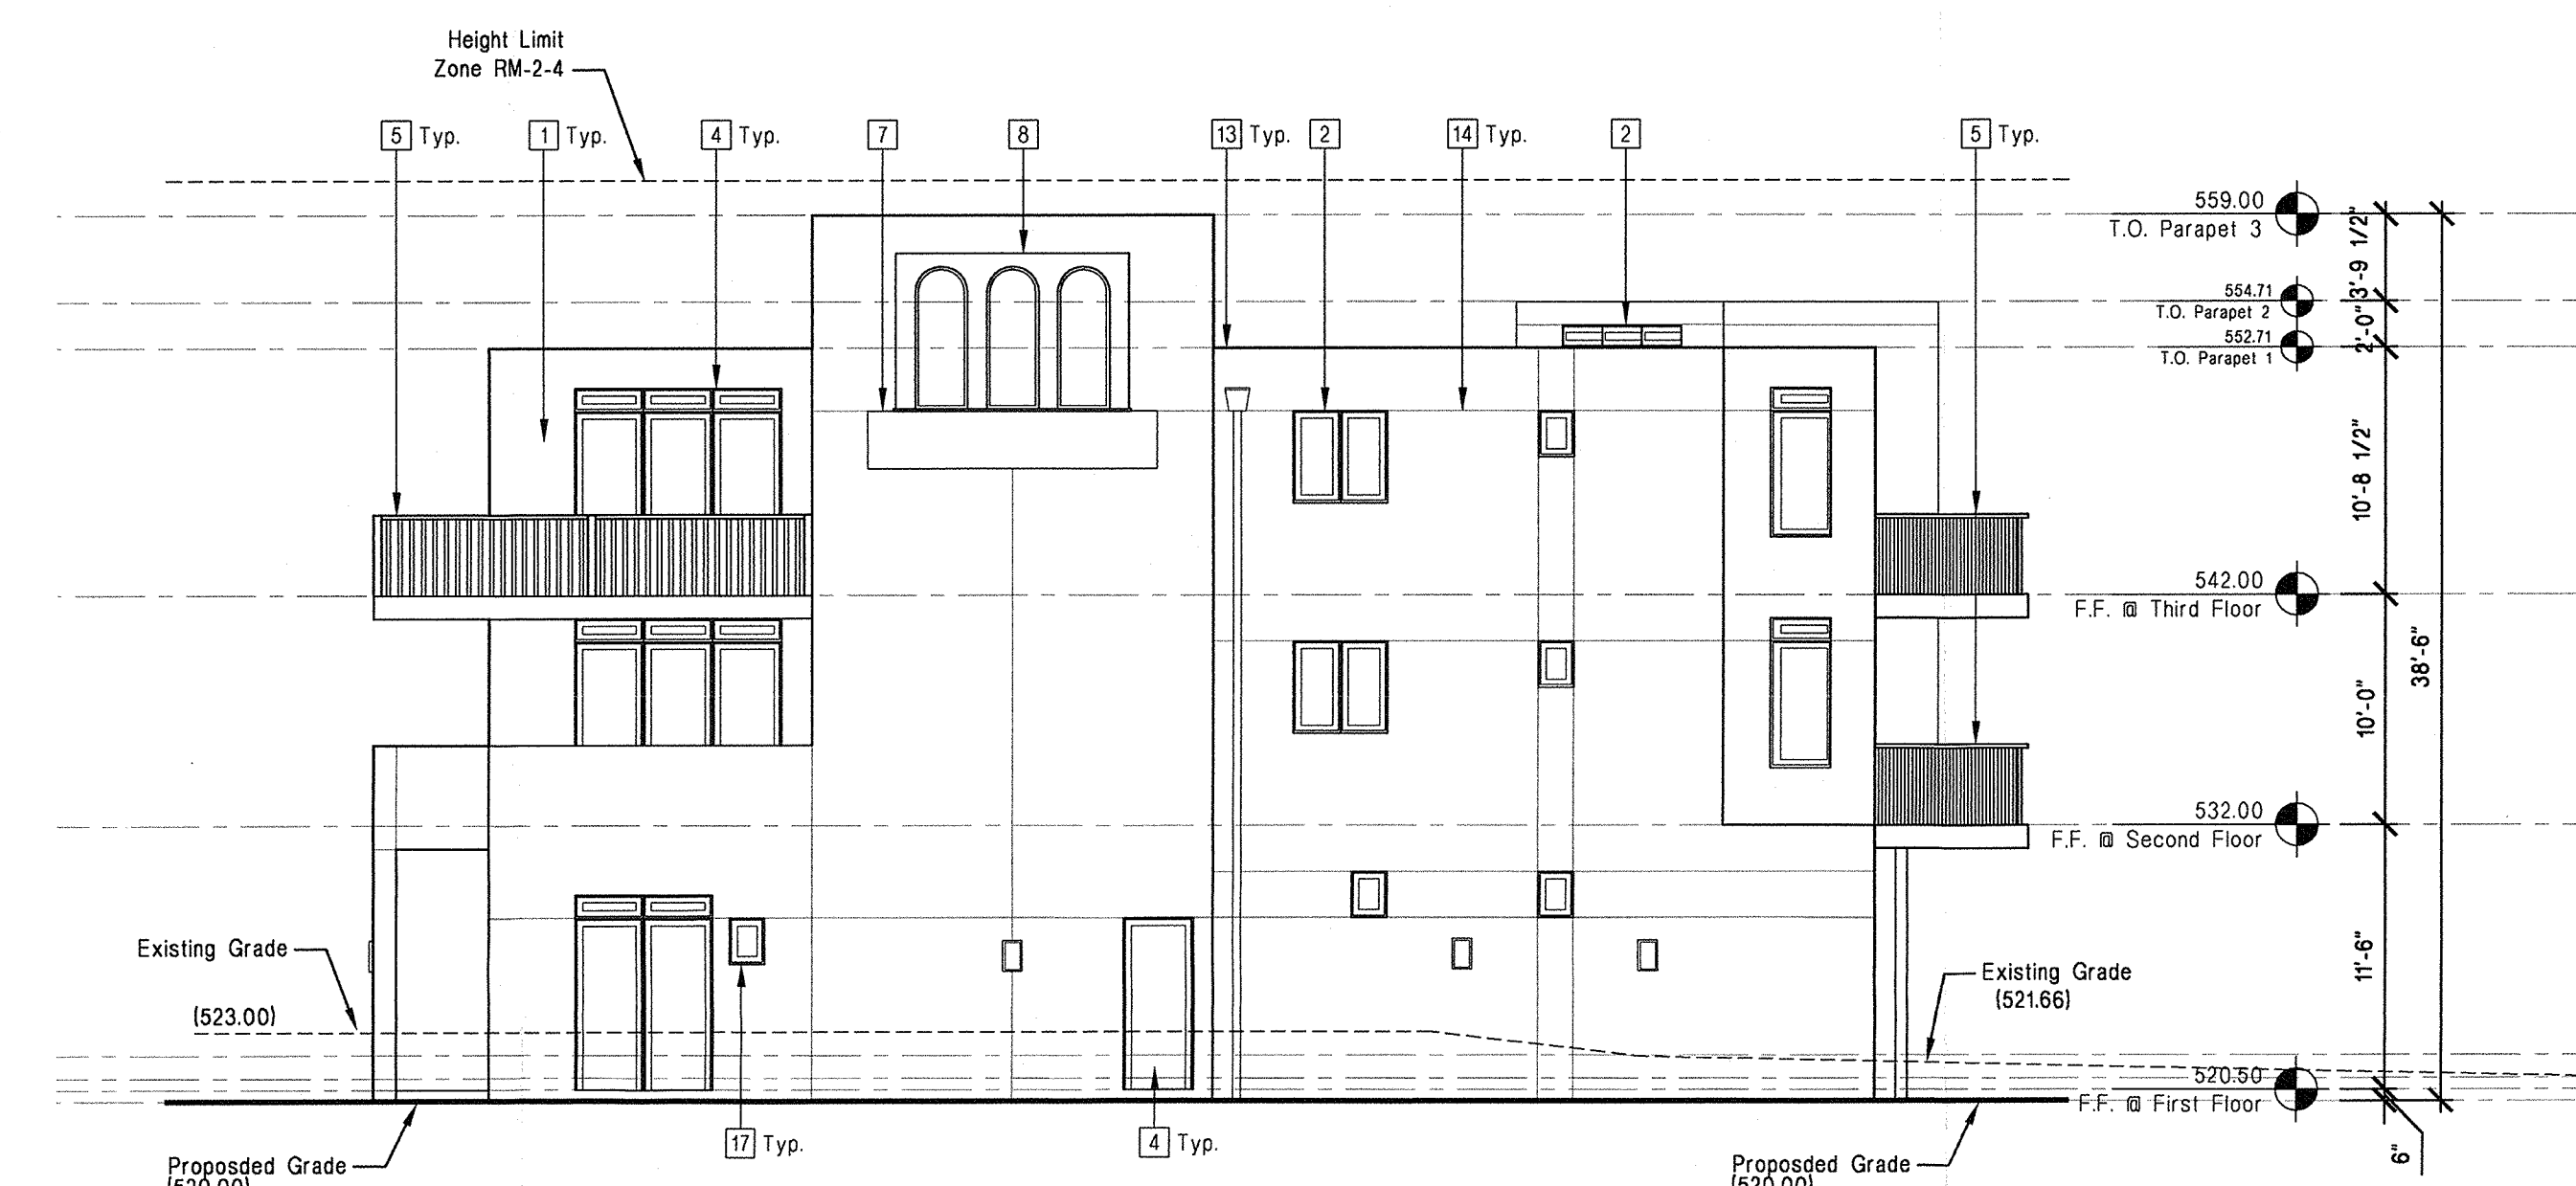 Height Limit
Zone RM-2-4
5 Typ.
1 Typ.
4 Typ.
7
8
13 Typ.
2
14 Typ.
2
5 Typ.
559.00
T.O. Parapet 3
3'-9 1/2"
554.71
T.O. Parapet 2
2'-0"
552.71
T.O. Parapet 1
10'-8 1/2"
542.00
F.F. @ Third Floor
38'-6"
10'-0"
532.00
F.F. @ Second Floor
11'-6"
Existing Grade
(523.00)
Existing Grade
(521.66)
520.50
F.F. @ First Floor
6"
17 Typ.
4 Typ.
Proposded Grade
(520.00)
Proposded Grade
(520.00)